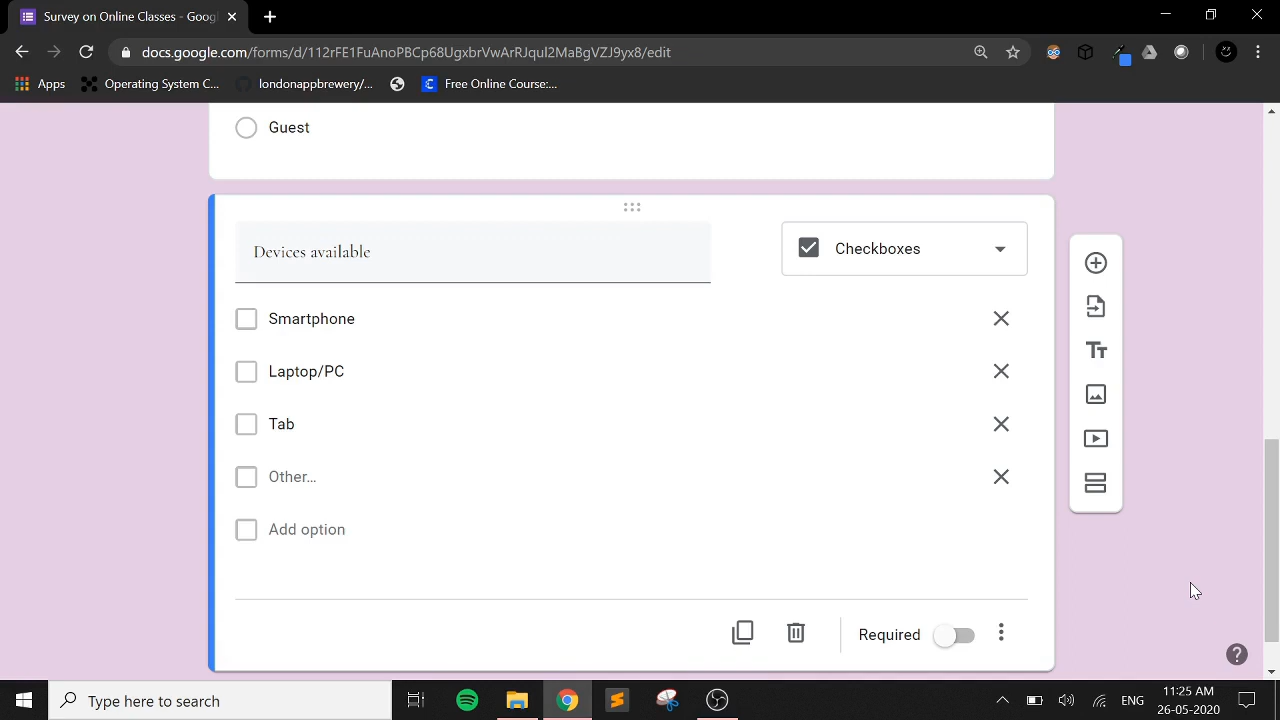 Survey on Online Classes - Googl
docs.google.com/forms/d/112rFE1FuAnoPBCp68UgxbrVwArRJqul2MaBgVZJ9yx8/edit
Apps
Operating System C...
londonappbrewery/...
Free Online Course:...
Guest
Devices available
Checkboxes
Smartphone
Laptop/PC
Tab
Other...
Add option
Required
Type here to search
ENG
11:25 AM
26-05-2020